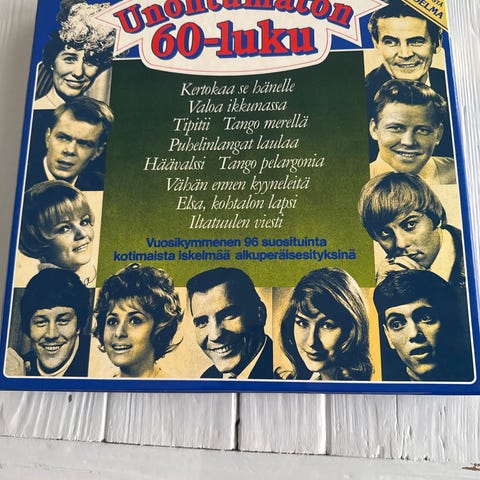 Unohtumaton
60-luku
Kertokaa se hänelle
Valoa ikkunassa
Tipitii Tango merellä
Puhelinlangat laulaa
Häävalssi Tango pelargonia
Vähän ennen kyyneleitä
Elsa, kohtalon lapsi
Iltatuulen viesti
Vuosikymmenen 96 suosituinta
kotimaista iskelmää alkuperäisesityksinä